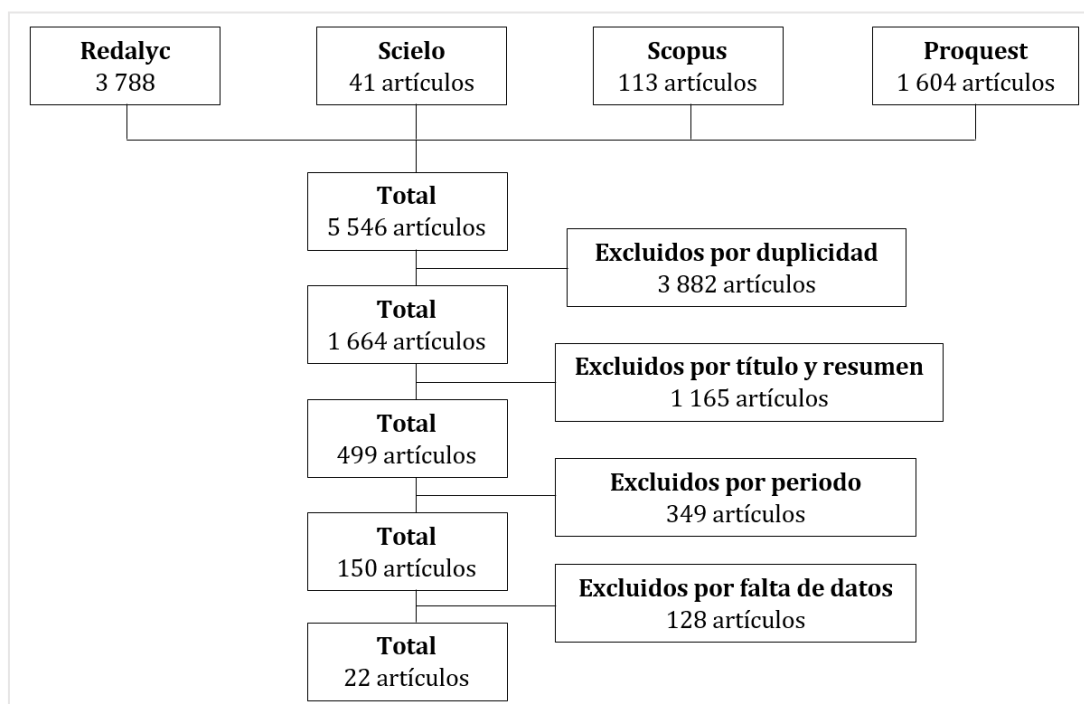 Redalyc
3 788
Scielo
41 artículos
Scopus
113 artículos
Proquest
1 604 artículos
Total
5 546 artículos
Excluidos por duplicidad
3 882 artículos
Total
1 664 artículos
Excluidos por título y resumen
1 165 artículos
Total
499 artículos
Excluidos por periodo
349 artículos
Total
150 artículos
Excluidos por falta de datos
128 artículos
Total
22 artículos